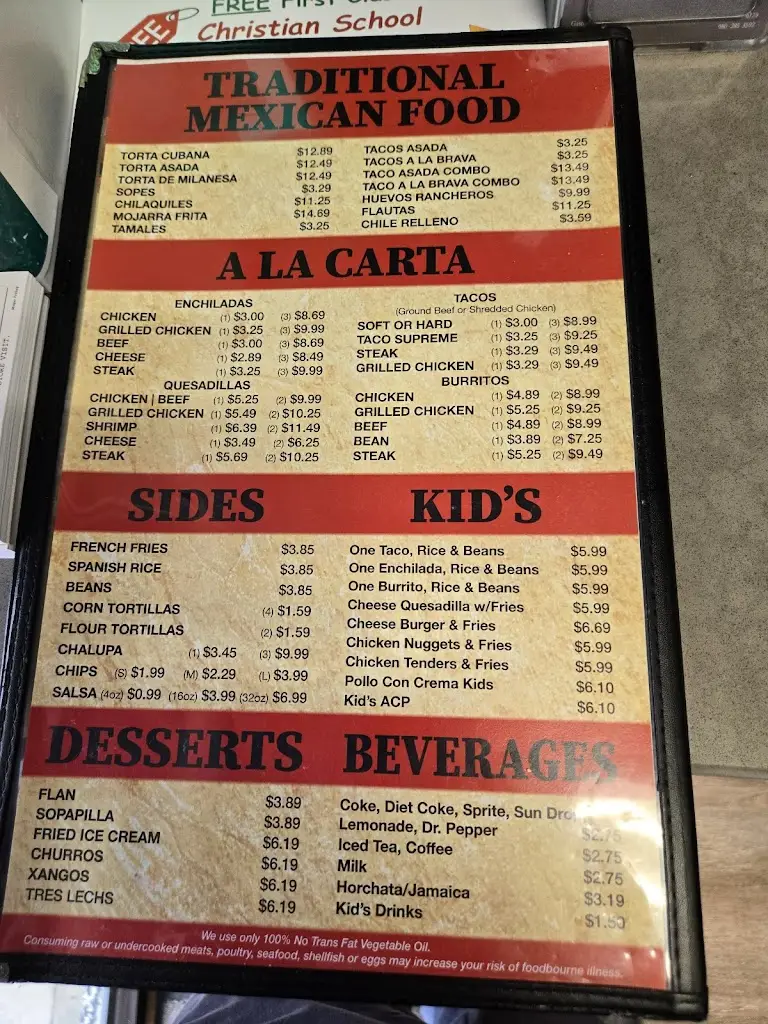 FREE First
Christian School
TRADITIONAL
MEXICAN FOOD
TORTA CUBANA $12.89
TORTA ASADA $12.49
TORTA DE MILANESA $12.49
SOPES $3.29
CHILAQUILES $11.25
MOJARRA FRITA $14.69
TAMALES $3.25
TACOS ASADA $3.25
TACOS A LA BRAVA $3.25
TACO ASADA COMBO $13.49
TACO A LA BRAVA COMBO $13.49
HUEVOS RANCHEROS $9.99
FLAUTAS $11.25
CHILE RELLENO $3.59
A LA CARTA
ENCHILADAS
CHICKEN (1) $3.00 (3) $8.69
GRILLED CHICKEN (1) $3.25 (3) $9.99
BEEF (1) $3.00 (3) $8.69
CHEESE (1) $2.89 (3) $8.49
STEAK (1) $3.25 (3) $9.99
QUESADILLAS
CHICKEN | BEEF (1) $5.25 (2) $9.99
GRILLED CHICKEN (1) $5.49 (2) $10.25
SHRIMP (1) $6.39 (2) $11.49
CHEESE (1) $3.49 (2) $6.25
STEAK (1) $5.69 (2) $10.25
TACOS
(Ground Beef or Shredded Chicken)
SOFT OR HARD (1) $3.00 (3) $8.99
TACO SUPREME (1) $3.25 (3) $9.25
STEAK (1) $3.29 (3) $9.49
GRILLED CHICKEN (1) $3.29 (3) $9.49
BURRITOS
CHICKEN (1) $4.89 (2) $8.99
GRILLED CHICKEN (1) $5.25 (2) $9.25
BEEF (1) $4.89 (2) $8.99
BEAN (1) $3.89 (2) $7.25
STEAK (1) $5.25 (2) $9.49
SIDES
FRENCH FRIES $3.85
SPANISH RICE $3.85
BEANS $3.85
CORN TORTILLAS (4) $1.59
FLOUR TORTILLAS (2) $1.59
CHALUPA (1) $3.45 (3) $9.99
CHIPS (S) $1.99 (M) $2.29 (L) $3.99
SALSA (4oz) $0.99 (16oz) $3.99 (32oz) $6.99
KID'S
One Taco, Rice & Beans $5.99
One Enchilada, Rice & Beans $5.99
One Burrito, Rice & Beans $5.99
Cheese Quesadilla w/Fries $5.99
Cheese Burger & Fries $6.69
Chicken Nuggets & Fries $5.99
Chicken Tenders & Fries $5.99
Pollo Con Crema Kids $6.10
Kid's ACP $6.10
DESSERTS
FLAN $3.89
SOPAPILLA $3.89
FRIED ICE CREAM $6.19
CHURROS $6.19
XANGOS $6.19
TRES LECHS $6.19
BEVERAGES
Coke, Diet Coke, Sprite, Sun Drop
Lemonade, Dr. Pepper $2.75
Iced Tea, Coffee $2.75
Milk $2.75
Horchata/Jamaica $3.19
Kid's Drinks $1.50
We use only 100% No Trans Fat Vegetable Oil.
Consuming raw or undercooked meats, poultry, seafood, shellfish or eggs may increase your risk of foodbourne illness.